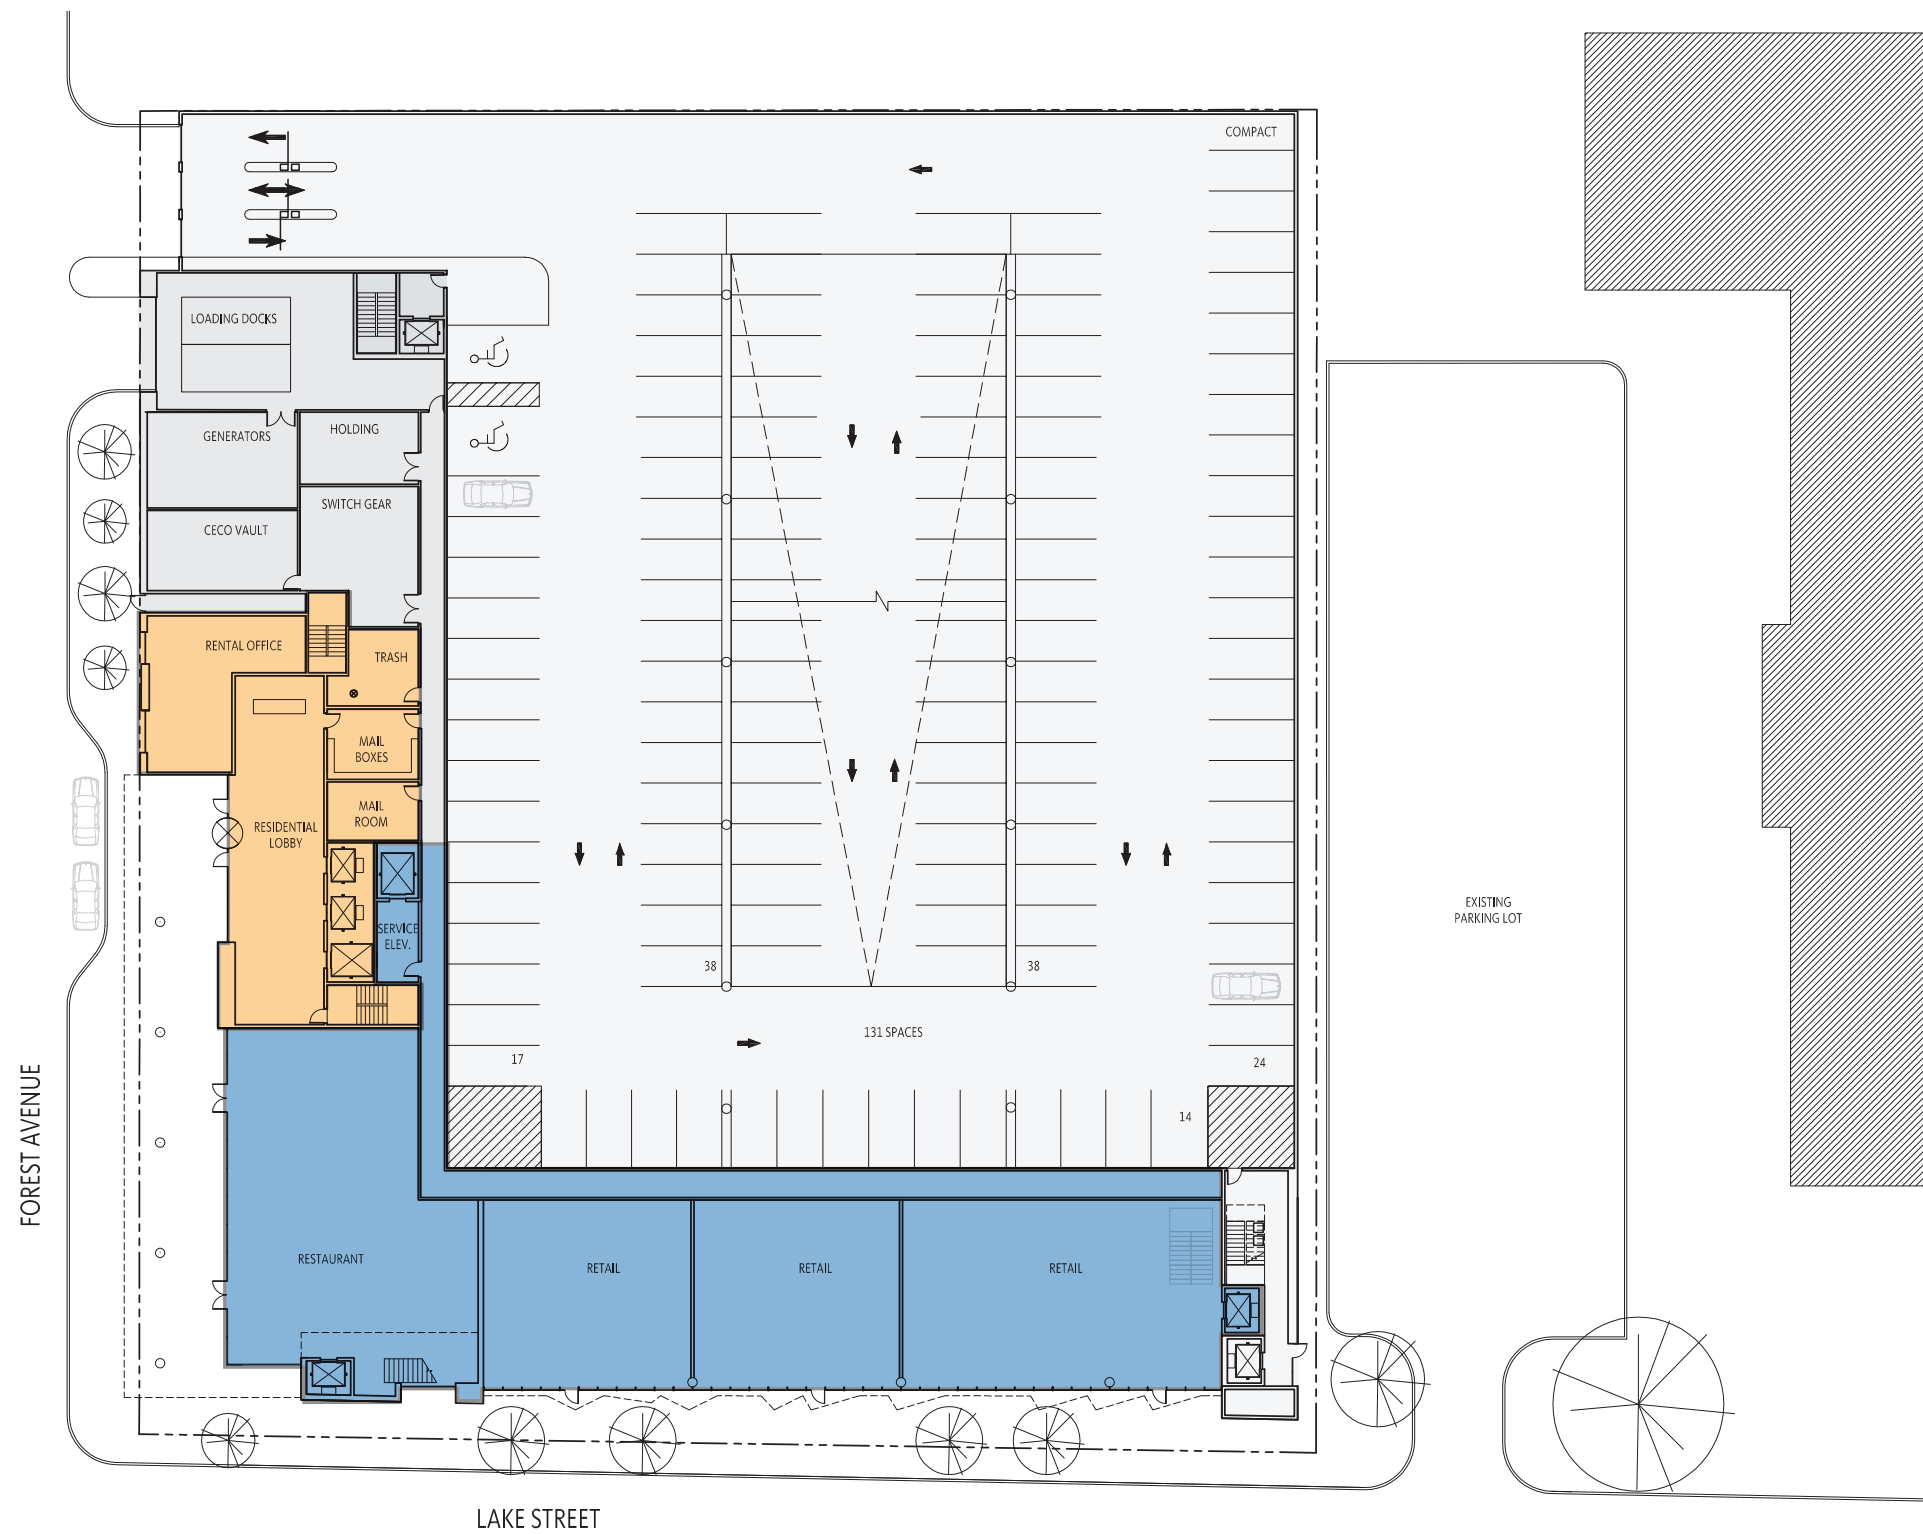 COMPACT
LOADING DOCKS
GENERATORS
HOLDING
SWITCH GEAR
CECO VAULT
RENTAL OFFICE
TRASH
MAIL
BOXES
MAIL
ROOM
RESIDENTIAL
LOBBY
SERVICE
ELEV.
EXISTING
PARKING LOT
38
38
131 SPACES
17
24
14
RESTAURANT
RETAIL
RETAIL
RETAIL
FOREST AVENUE
LAKE STREET